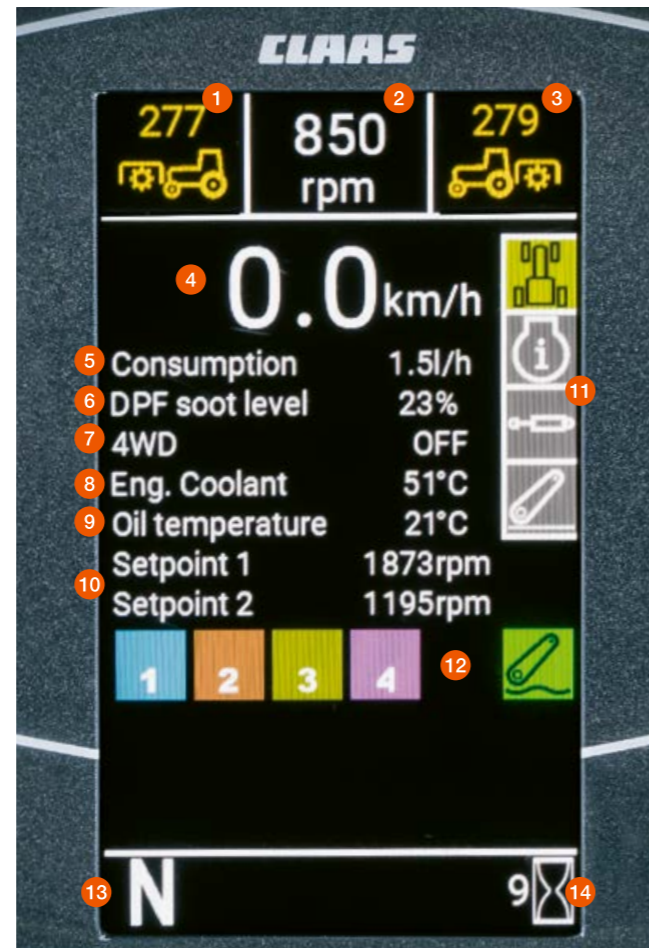 CLAAS
1
2
3
277
850
rpm
279
4
0.0 km/h
5 Consumption 1.5l/h
6 DPF soot level 23%
7 4WD OFF
8 Eng. Coolant 51°C
9 Oil temperature 21°C
10
Setpoint 1 1873rpm
Setpoint 2 1195rpm
i
11
1 2 3 4
12
13 N
9 14